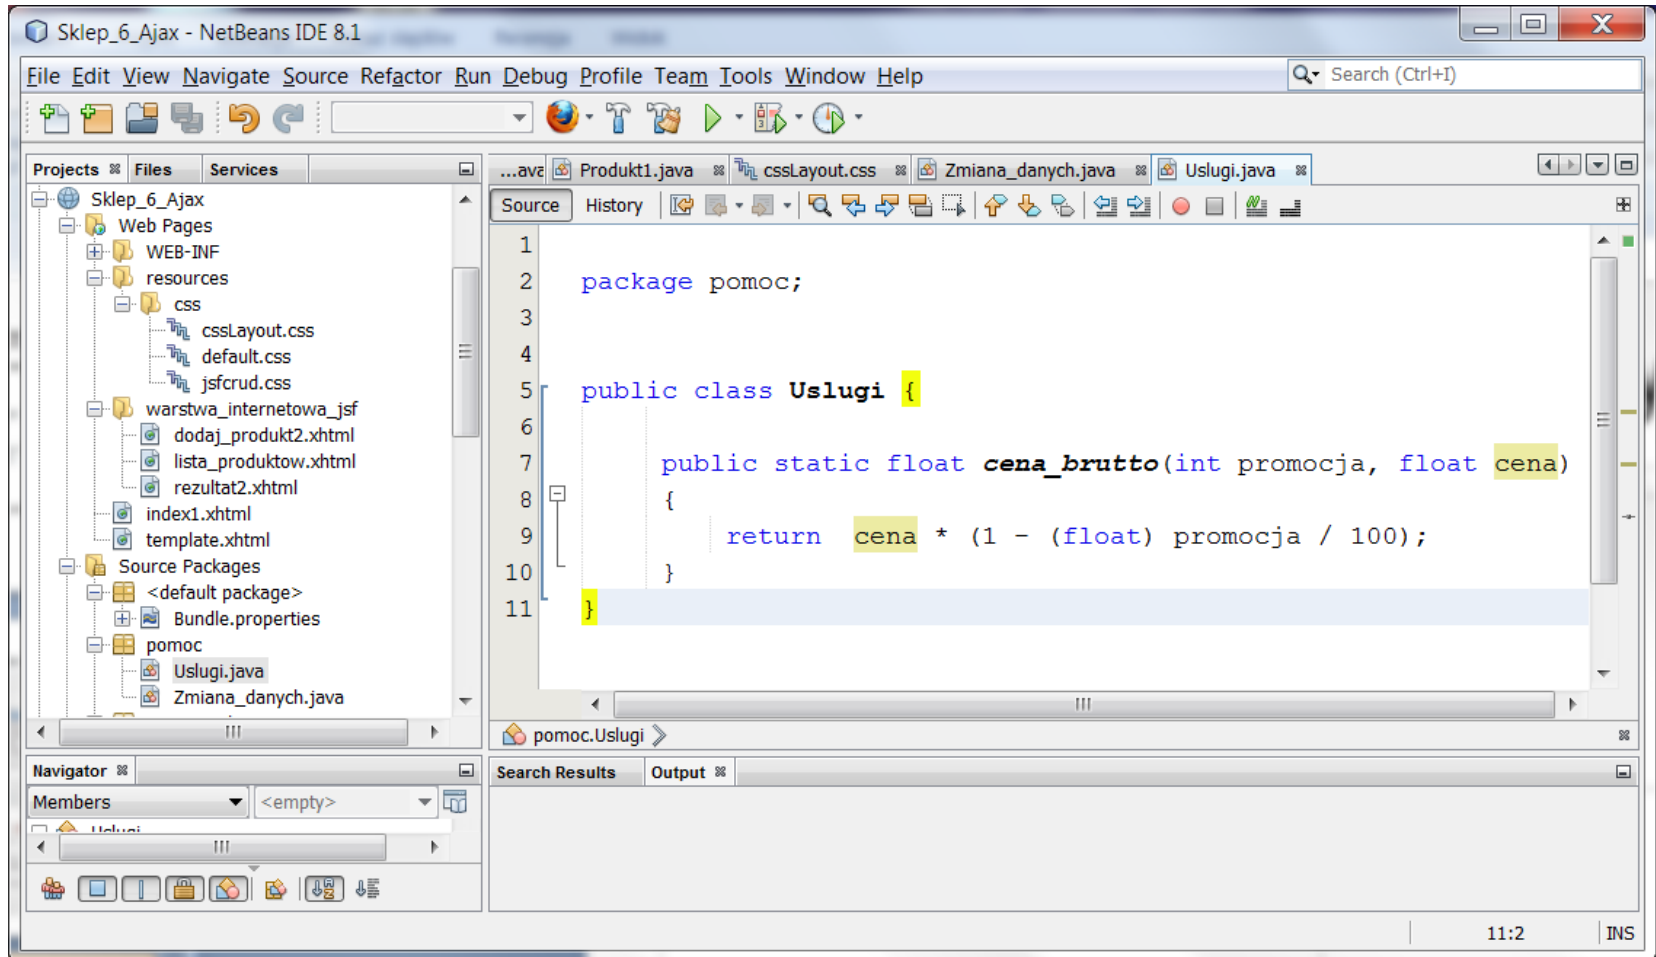 Sklep_6_Ajax - NetBeans IDE 8.1
File Edit View Navigate Source Refactor Run Debug Profile Team Tools Window Help
Search (Ctrl+I)
Projects Files Services
Sklep_6_Ajax
Web Pages
WEB-INF
resources
css
cssLayout.css
default.css
jsfcrud.css
warstwa_internetowa_jsf
dodaj_produkt2.xhtml
lista_produktow.xhtml
rezultat2.xhtml
index1.xhtml
template.xhtml
Source Packages
<default package>
Bundle.properties
pomoc
Uslugi.java
Zmiana_danych.java
Navigator
Members
<empty>
Uslugi
...ava Produkt1.java cssLayout.css Zmiana_danych.java Uslugi.java
Source History
1
2 package pomoc;
3
4
5 public class Uslugi {
6
7 public static float cena_brutto(int promocja, float cena)
8 {
9 return cena * (1 - (float) promocja / 100);
10 }
11 }
pomoc.Uslugi
Search Results Output
11:2 INS